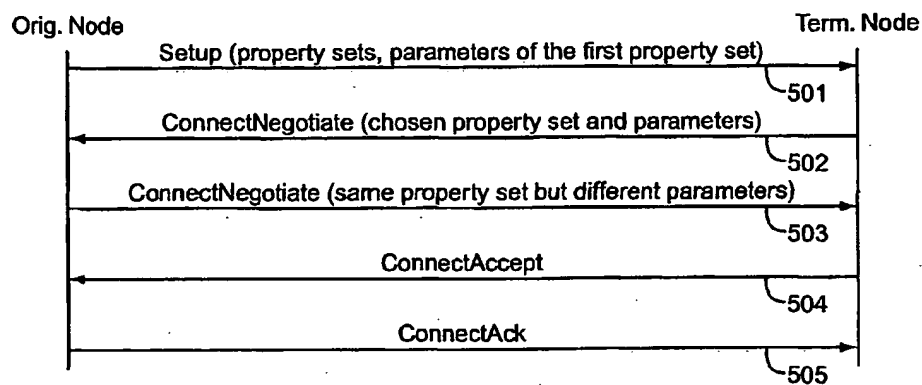 Orig. Node
Term. Node
Setup (property sets, parameters of the first property set)
501
ConnectNegotiate (chosen property set and parameters)
502
ConnectNegotiate (same property set but different parameters)
503
ConnectAccept
504
ConnectAck
505